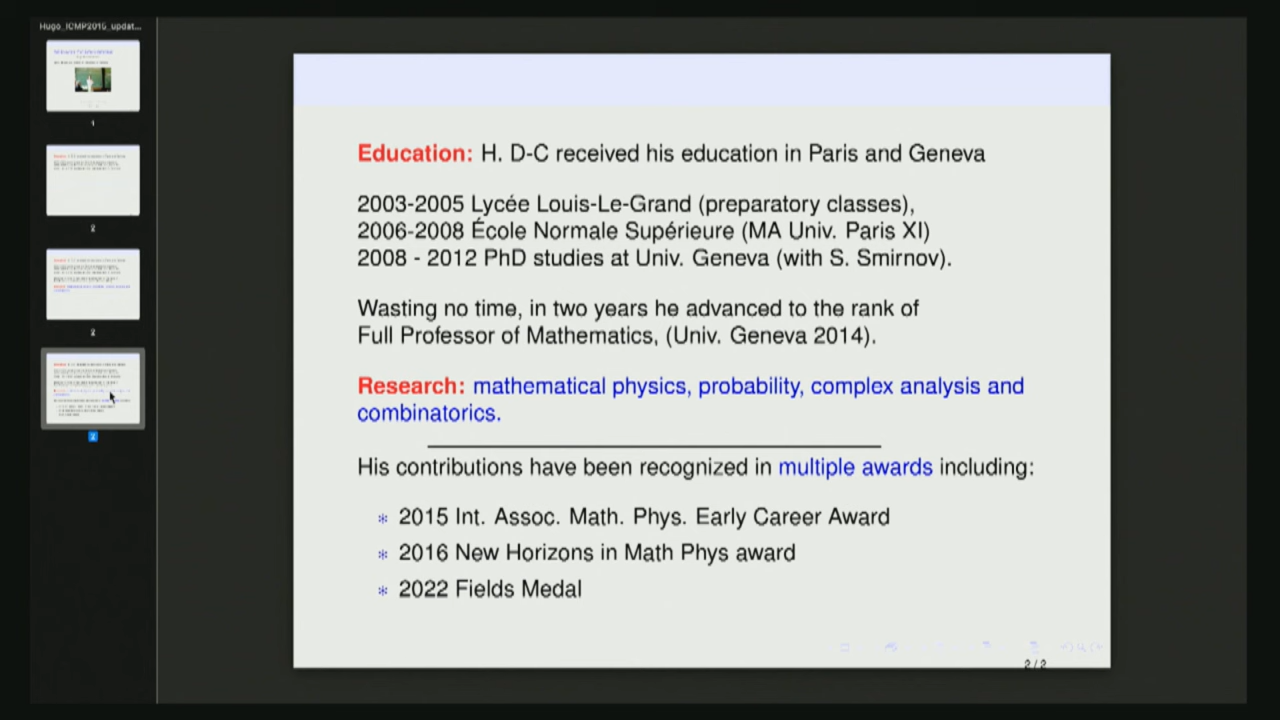 Hugo_ICMP2015_updat...
1
2
2
2
Education: H. D-C received his education in Paris and Geneva
2003-2005 Lycée Louis-Le-Grand (preparatory classes),
2006-2008 École Normale Supérieure (MA Univ. Paris XI)
2008 - 2012 PhD studies at Univ. Geneva (with S. Smirnov).
Wasting no time, in two years he advanced to the rank of
Full Professor of Mathematics, (Univ. Geneva 2014).
Research: mathematical physics, probability, complex analysis and
combinatorics.
His contributions have been recognized in multiple awards including:
* 2015 Int. Assoc. Math. Phys. Early Career Award
* 2016 New Horizons in Math Phys award
* 2022 Fields Medal
2/2